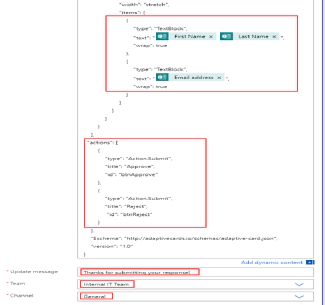 "width": "stretch",
"items": [
{
"type": "TextBlock",
"text": " First Name × Last Name × ",
"wrap": true
},
{
"type": "TextBlock",
"text": " Email address × ",
"wrap": true
}
]
}
]
}
],
"actions": [
{
"type": "Action.Submit",
"title": "Approve",
"id": "btnApprove"
},
{
"type": "Action.Submit",
"title": "Reject",
"id": "btnReject"
}
],
"$schema": "http://adaptivecards.io/schemas/adaptive-card.json",
"version": "1.0"
}
Add dynamic content
* Update message Thanks for submitting your response!
* Team Internal IT Team
* Channel General